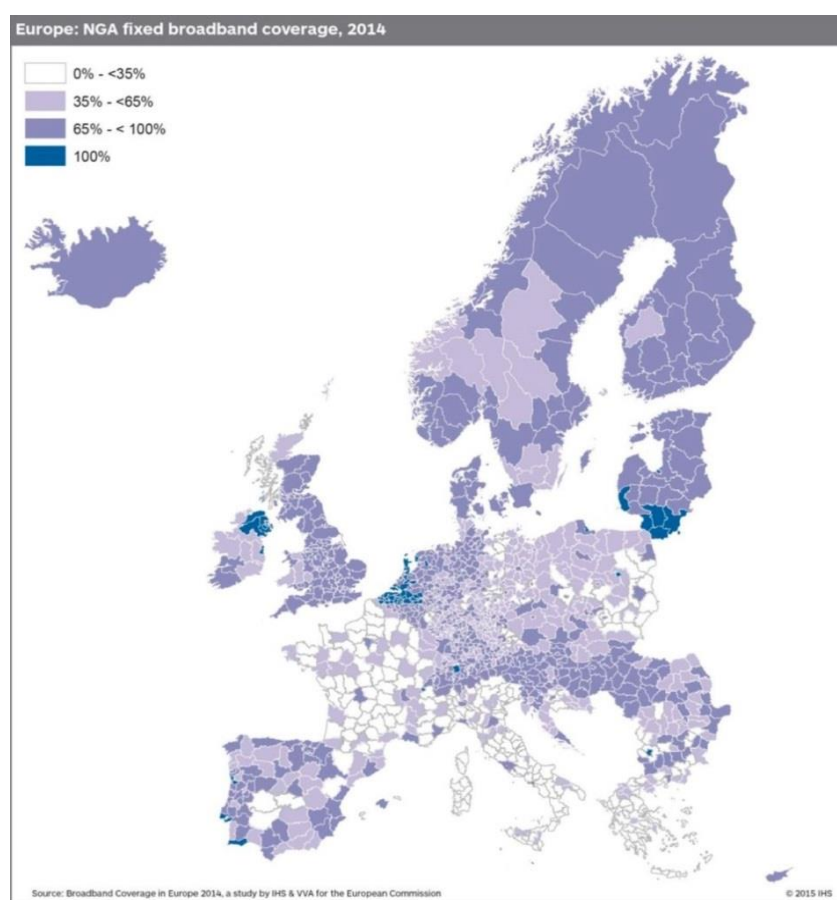 Europe: NGA fixed broadband coverage, 2014
0% - <35%
35% - <65%
65% - < 100%
100%
Source: Broadband Coverage in Europe 2014, a study by IHS & VVA for the European Commission
© 2015 IHS